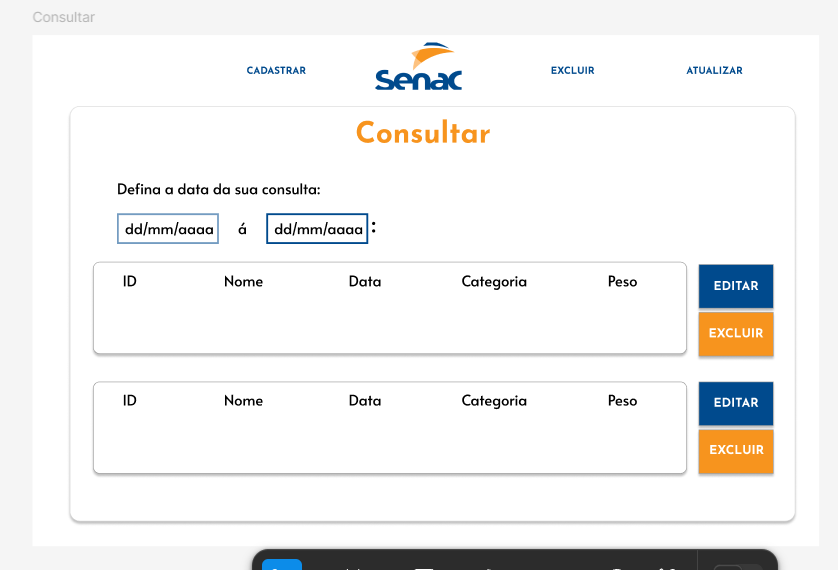 Consultar
CADASTRAR
Senac
EXCLUIR
ATUALIZAR
Consultar
Defina a data da sua consulta:
dd/mm/aaaa á dd/mm/aaaa :
ID Nome Data Categoria Peso
EDITAR
EXCLUIR
ID Nome Data Categoria Peso
EDITAR
EXCLUIR